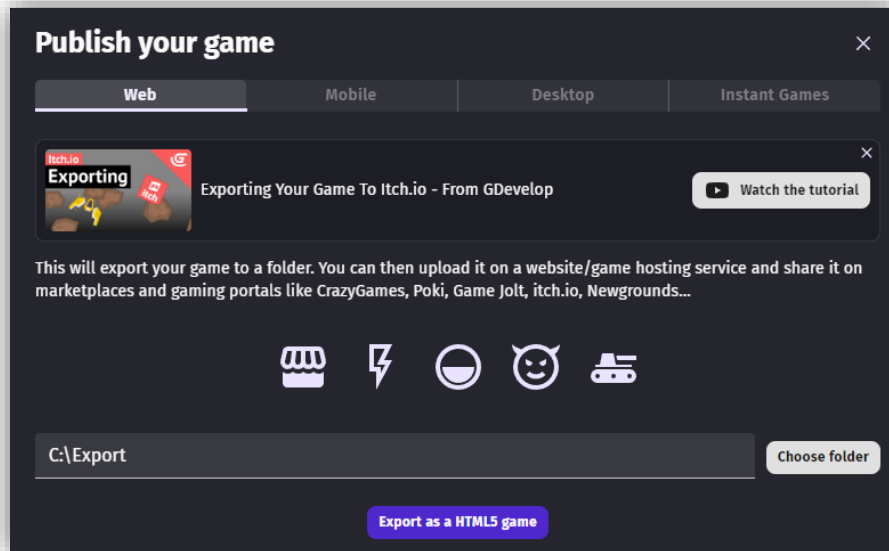 Publish your game
Web
Mobile
Desktop
Instant Games
Itch.io
Exporting
itch
Exporting Your Game To Itch.io - From GDevelop
Watch the tutorial
This will export your game to a folder. You can then upload it on a website/game hosting service and share it on
marketplaces and gaming portals like CrazyGames, Poki, Game Jolt, itch.io, Newgrounds...
C:\Export
Choose folder
Export as a HTML5 game